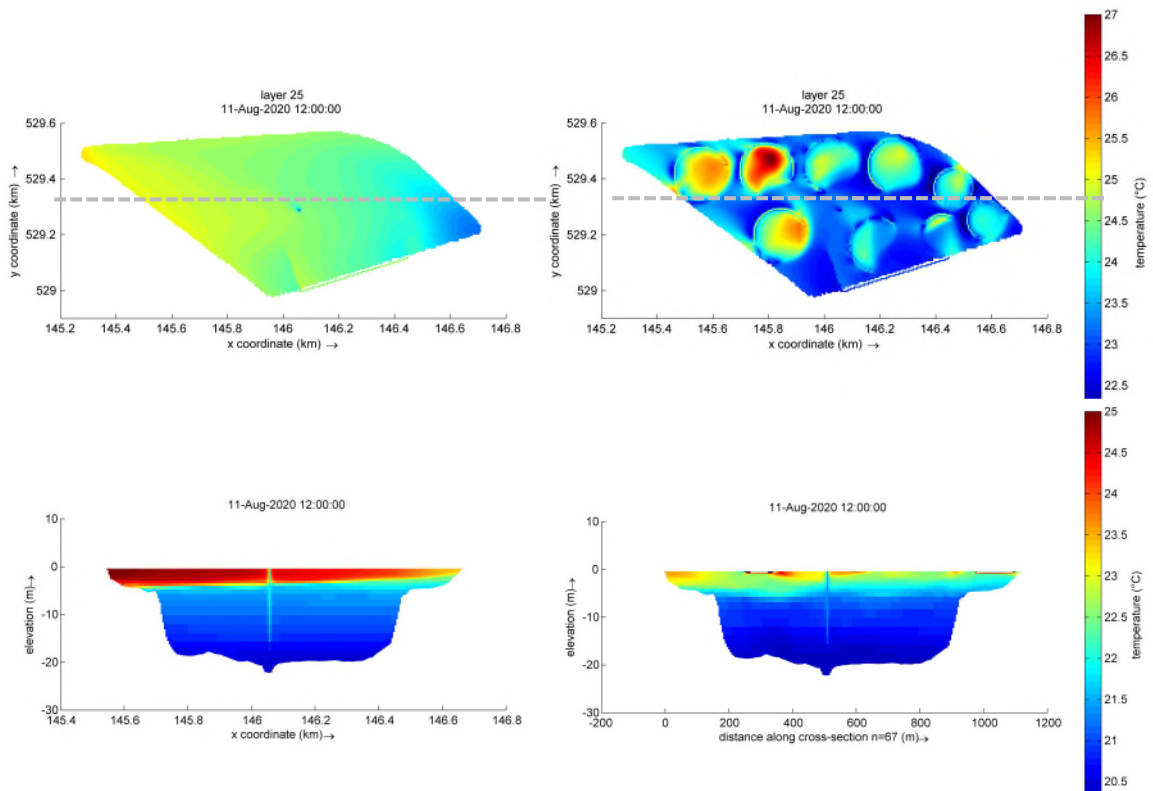 layer 25
11-Aug-2020 12:00:00
529.6
529.4
529.2
529
y coordinate (km) →
145.2 145.4 145.6 145.8 146 146.2 146.4 146.6 146.8
x coordinate (km) →
layer 25
11-Aug-2020 12:00:00
529.6
529.4
529.2
529
y coordinate (km) →
145.2 145.4 145.6 145.8 146 146.2 146.4 146.6 146.8
x coordinate (km) →
27
26.5
26
25.5
25
24.5
24
23.5
23
22.5
temperature (°C)
11-Aug-2020 12:00:00
10
0
-10
-20
-30
elevation (m)→
145.4 145.6 145.8 146 146.2 146.4 146.6 146.8
x coordinate (km)→
11-Aug-2020 12:00:00
10
0
-10
-20
-30
elevation (m)→
-200 0 200 400 600 800 1000 1200
distance along cross-section n=67 (m)→
25
24.5
24
23.5
23
22.5
22
21.5
21
20.5
temperature (°C)